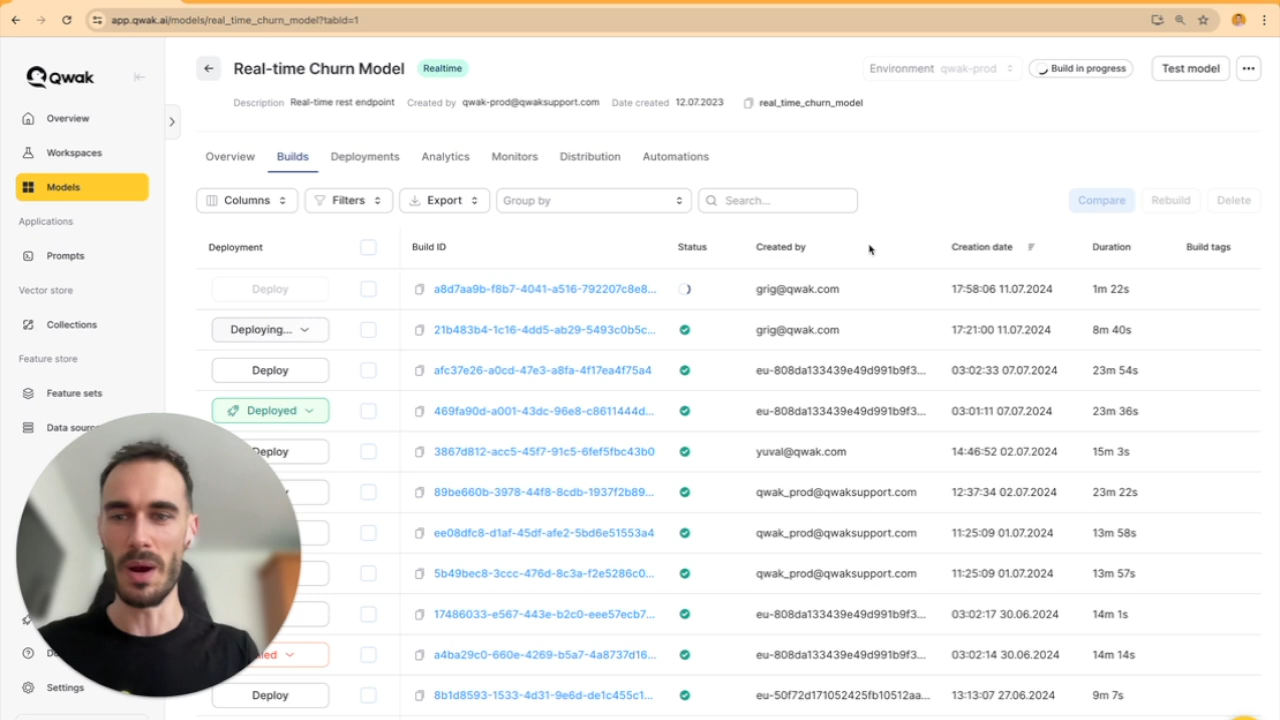 app.qwak.ai/models/real_time_churn_model?tabId=1
Qwak
Real-time Churn Model Realtime Environment qwak-prod Build in progress Test model
Description Real-time rest endpoint Created by qwak-prod@qwaksupport.com Date created 12.07.2023 real_time_churn_model
Overview
Workspaces
Models
Applications
Prompts
Vector store
Collections
Feature store
Feature sets
Settings
Overview Builds Deployments Analytics Monitors Distribution Automations
Columns Filters Export Group by Search... Compare Rebuild Delete
Deployment Build ID Status Created by Creation date Duration Build tags
Deploy a8d7aa9b-f8b7-4041-a516-792207c8e8... grig@qwak.com 17:58:06 11.07.2024 1m 22s
Deploying... 21b483b4-1c16-4dd5-ab29-5493c0b5c... grig@qwak.com 17:21:00 11.07.2024 8m 40s
Deploy afc37e26-a0cd-47e3-a8fa-4f17ea4f75a4 eu-808da133439e49d991b9f3... 03:02:33 07.07.2024 23m 54s
Deployed 469fa90d-a001-43dc-96e8-c8611444d... eu-808da133439e49d991b9f3... 03:01:11 07.07.2024 23m 36s
Deploy 3867d812-acc5-45f7-91c5-6fef5fbc43b0 yuval@qwak.com 14:46:52 02.07.2024 15m 3s
89be660b-3978-44f8-8cdb-1937f2b89... qwak_prod@qwaksupport.com 12:37:34 02.07.2024 23m 22s
ee08dfc8-d1af-45df-afe2-5bd6e51553a4 qwak_prod@qwaksupport.com 11:25:09 01.07.2024 13m 58s
5b49bec8-3ccc-476d-8c3a-f2e5286c0... qwak_prod@qwaksupport.com 11:25:09 01.07.2024 13m 57s
17486033-e567-443e-b2c0-eee57ecb7... eu-808da133439e49d991b9f3... 03:02:17 30.06.2024 14m 1s
a4ba29c0-660e-4269-b5a7-4a8737d16... eu-808da133439e49d991b9f3... 03:02:14 30.06.2024 14m 14s
Deploy 8b1d8593-1533-4d31-9e6d-de1c455c1... eu-50f72d171052425fb10512aa... 13:13:07 27.06.2024 9m 7s